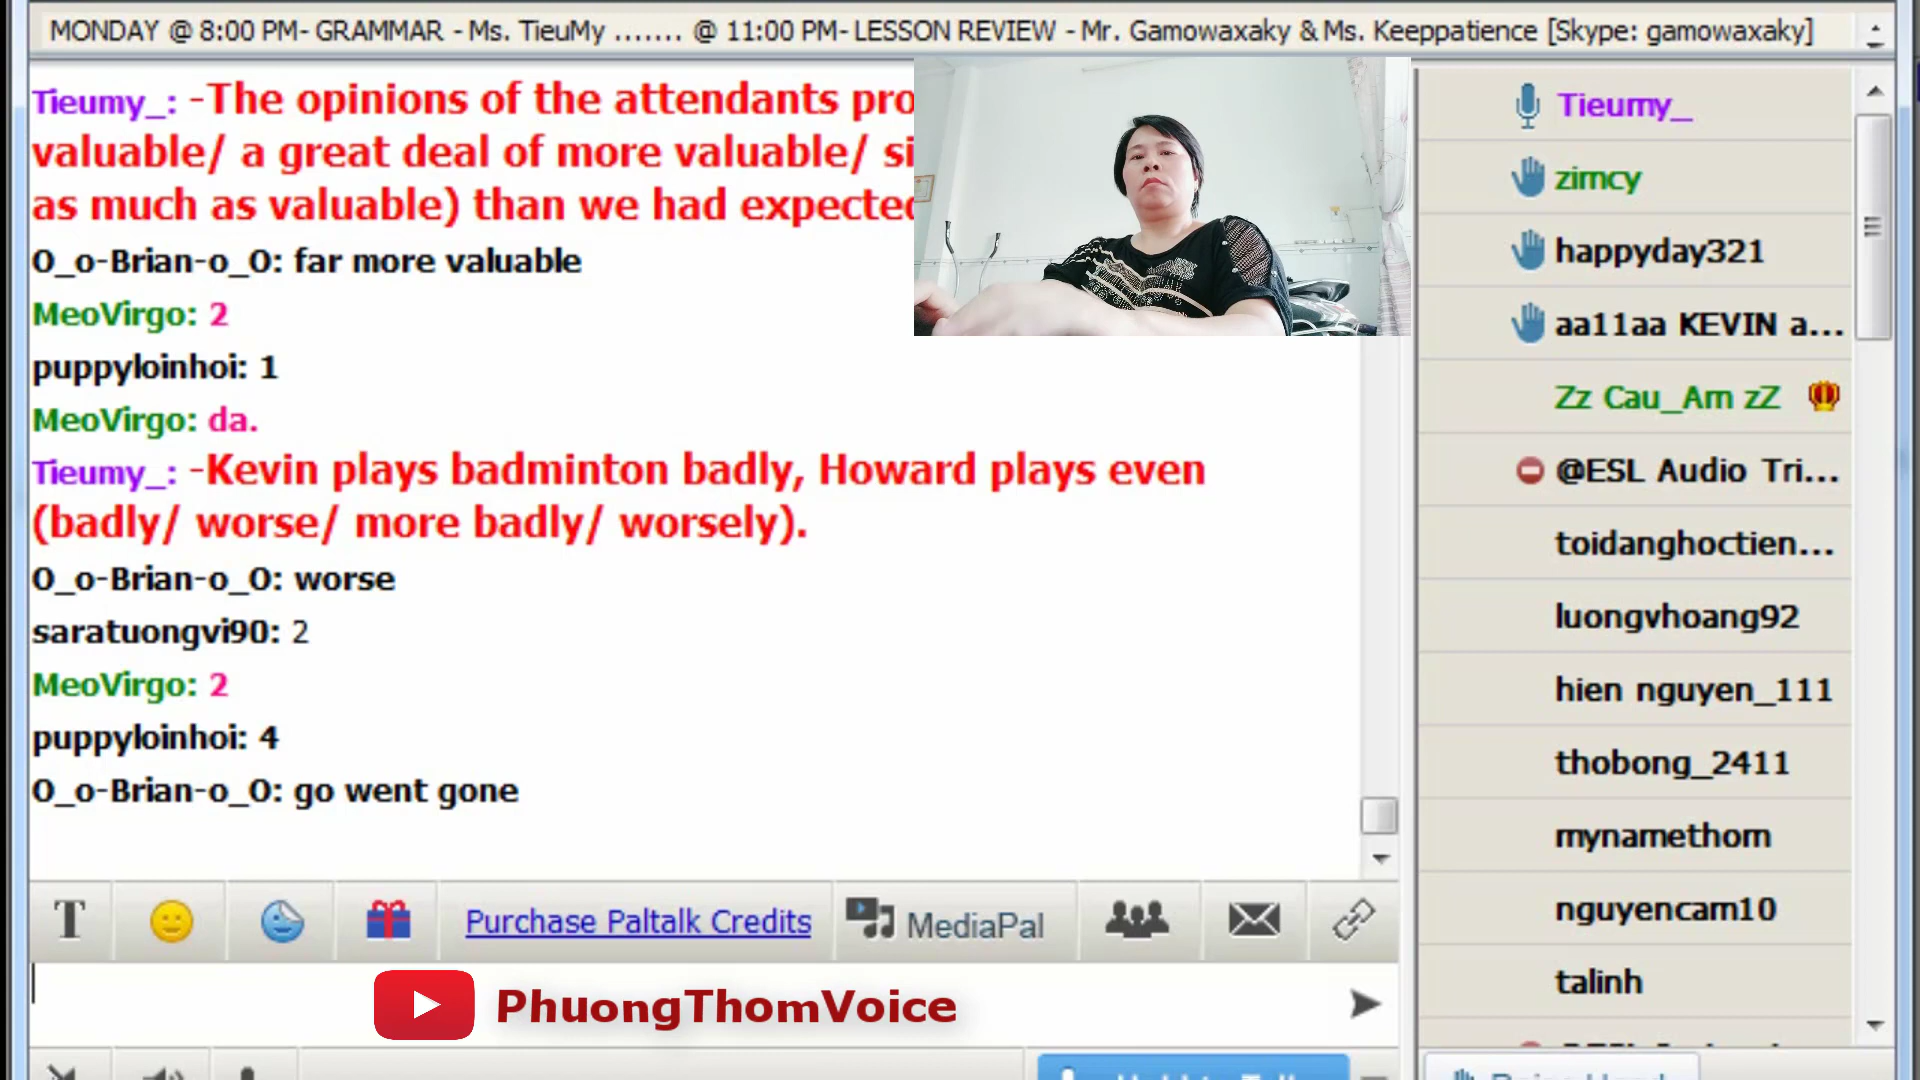 MONDAY @ 8:00 PM- GRAMMAR - Ms. TieuMy ....... @ 11:00 PM- LESSON REVIEW - Mr. Gamowaxaky & Ms. Keeppatience [Skype: gamowaxaky]
Tieumy_: -The opinions of the attendants pro
valuable/ a great deal of more valuable/ si
as much as valuable) than we had expected
O_o-Brian-o_O: far more valuable
MeoVirgo: 2
puppyloinhoi: 1
MeoVirgo: da.
Tieumy_: -Kevin plays badminton badly, Howard plays even
(badly/ worse/ more badly/ worsely).
O_o-Brian-o_O: worse
saratuongvi90: 2
MeoVirgo: 2
puppyloinhoi: 4
O_o-Brian-o_O: go went gone
T
Purchase Paltalk Credits
MediaPal
PhuongThomVoice
Tieumy_
zimcy
happyday321
aa11aa KEVIN a...
Zz Cau_Am zZ
@ESL Audio Tri...
toidanghoctien...
luongvhoang92
hien nguyen_111
thobong_2411
mynamethom
nguyencam10
talinh